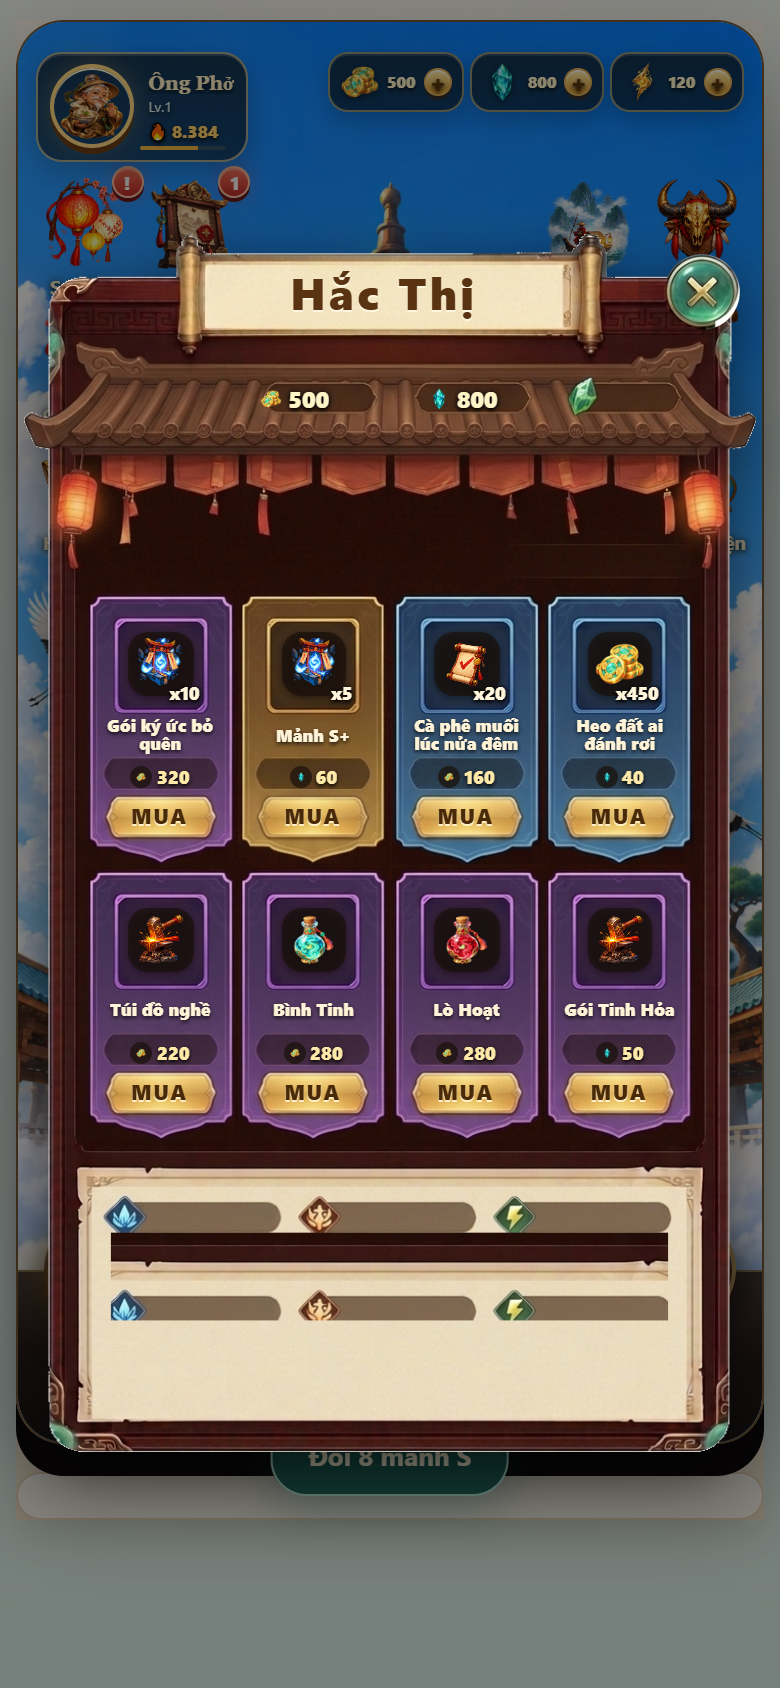 Ông Phở
Lv.1
8.384
500
800
120
!
1
Hắc Thị
500
800
x10
x5
x20
x450
Gói ký ức bỏ quên
Mảnh S+
Cà phê muối lúc nửa đêm
Heo đất ai đánh rơi
320
60
160
40
MUA
MUA
MUA
MUA
Túi đồ nghề
Bình Tinh
Lò Hoạt
Gói Tinh Hỏa
220
280
280
50
MUA
MUA
MUA
MUA
Đổi 8 mảnh S